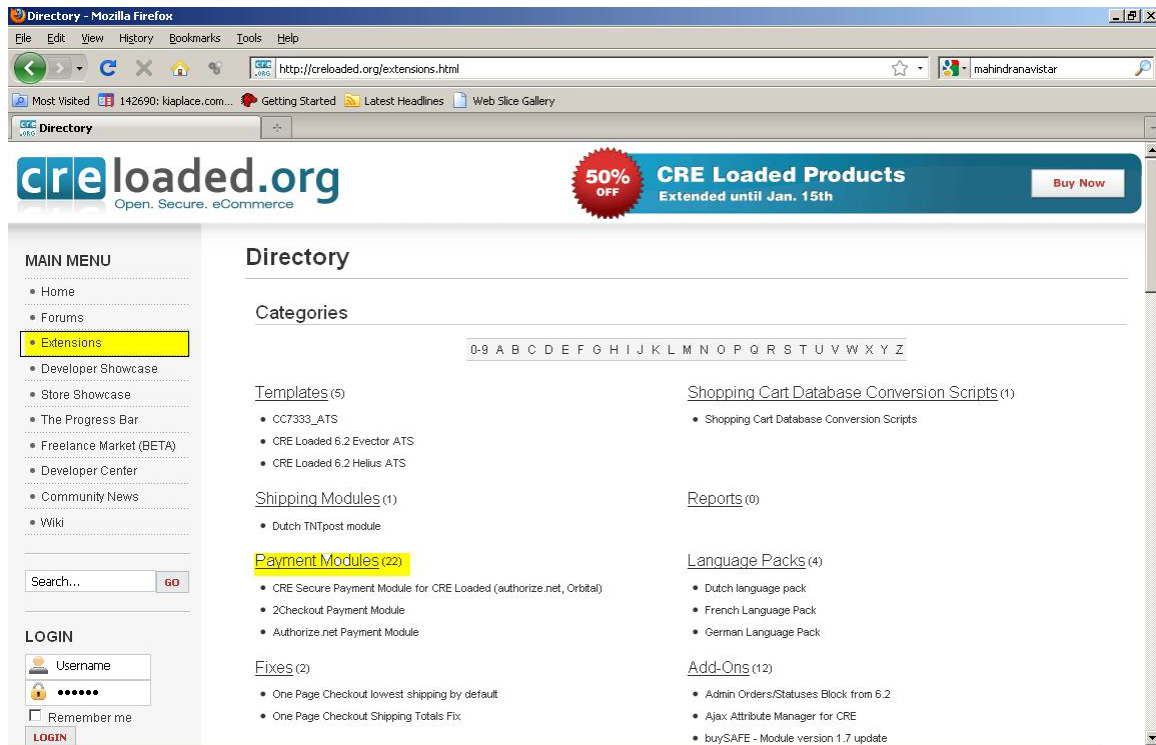 Directory - Mozilla Firefox
File Edit View History Bookmarks Tools Help
http://creloaded.org/extensions.html
mahindranavistar
Most Visited 142690: kiaplace.com... Getting Started Latest Headlines Web Slice Gallery
Directory
cre loaded.org
Open. Secure. eCommerce
50% OFF
CRE Loaded Products
Extended until Jan. 15th
Buy Now
MAIN MENU
Home
Forums
Extensions
Developer Showcase
Store Showcase
The Progress Bar
Freelance Market (BETA)
Developer Center
Community News
Wiki
Search...
GO
LOGIN
Username
••••••
Remember me
LOGIN
Directory
Categories
0-9 A B C D E F G H I J K L M N O P Q R S T U V W X Y Z
Templates (5)
CC7333_ATS
CRE Loaded 6.2 Evector ATS
CRE Loaded 6.2 Helius ATS
Shopping Cart Database Conversion Scripts (1)
Shopping Cart Database Conversion Scripts
Shipping Modules (1)
Dutch TNTpost module
Reports (0)
Payment Modules (22)
CRE Secure Payment Module for CRE Loaded (authorize.net, Orbital)
2Checkout Payment Module
Authorize.net Payment Module
Language Packs (4)
Dutch language pack
French Language Pack
German Language Pack
Fixes (2)
One Page Checkout lowest shipping by default
One Page Checkout Shipping Totals Fix
Add-Ons (12)
Admin Orders/Statuses Block from 6.2
Ajax Attribute Manager for CRE
buySAFE - Module version 1.7 update